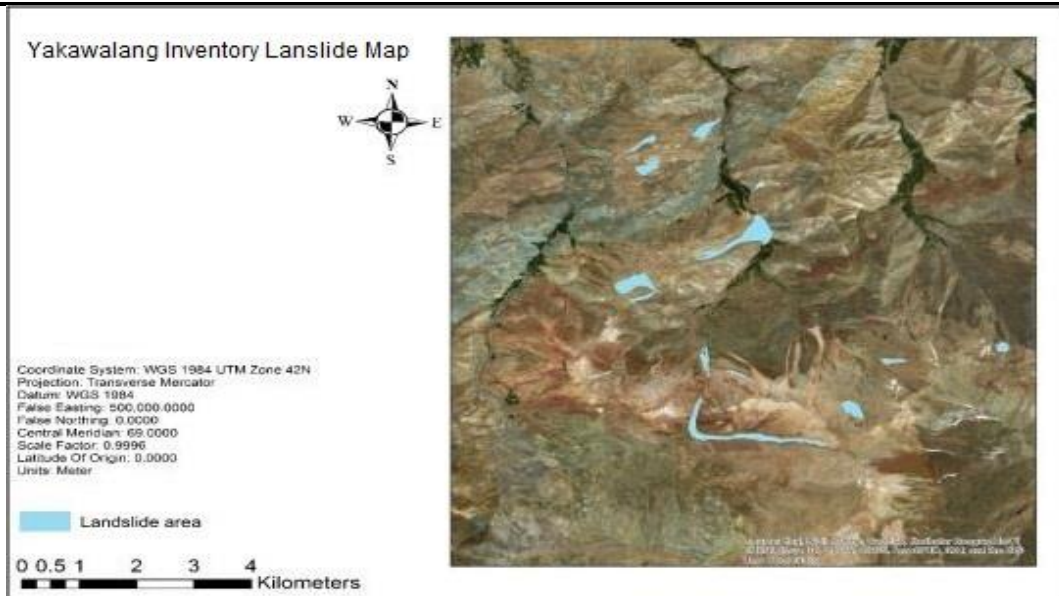 Yakawalang Inventory Lanslide Map
N
W E
S
Coordinate System: WGS 1984 UTM Zone 42N
Projection: Transverse Mercator
Datum: WGS 1984
False Easting: 500,000.0000
False Northing: 0.0000
Central Meridian: 69.0000
Scale Factor: 0.9996
Latitude Of Origin: 0.0000
Units: Meter
Landslide area
0 0.5 1 2 3 4
Kilometers